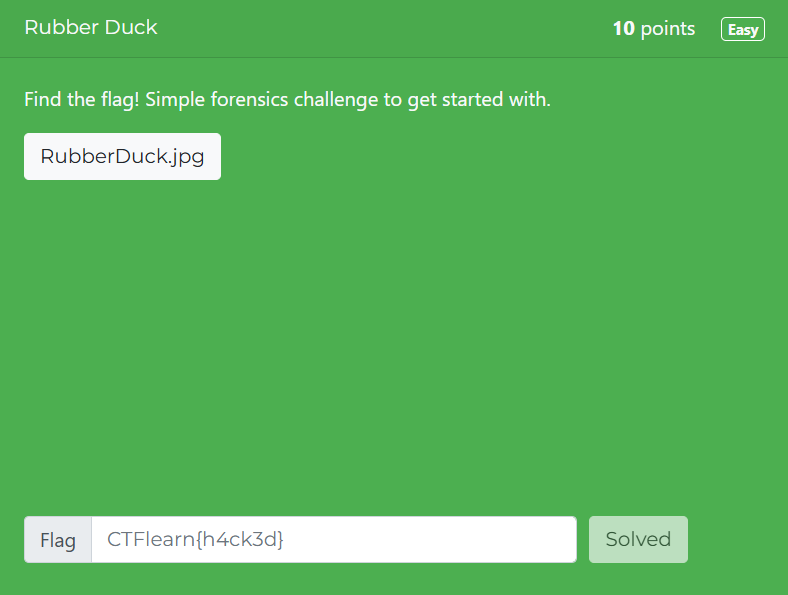 Rubber Duck
10 points Easy
Find the flag! Simple forensics challenge to get started with.
RubberDuck.jpg
Flag CTFlearn{h4ck3d} Solved